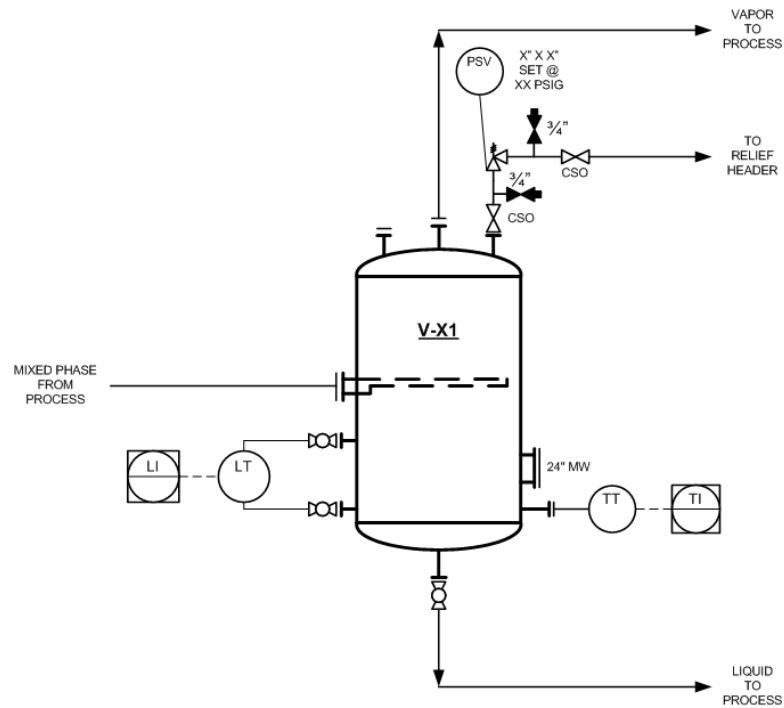 VAPOR
TO
PROCESS
PSV
X" X X"
SET @
XX PSIG
¾"
TO
RELIEF
HEADER
CSO
¾"
CSO
V-X1
MIXED PHASE
FROM
PROCESS
LI
LT
24" MW
TT
TI
LIQUID
TO
PROCESS